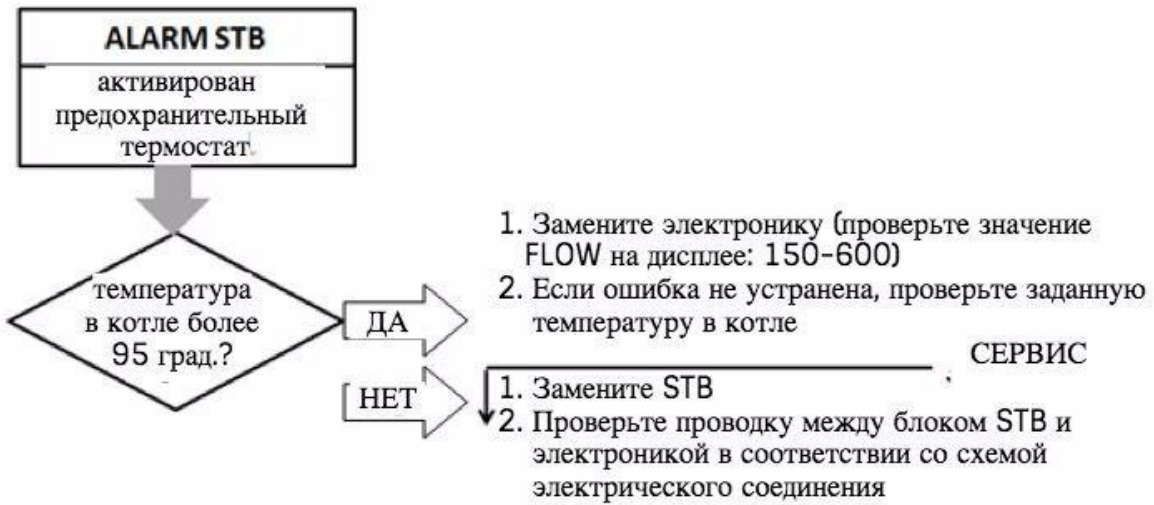 ALARM STB
активирован
предохранительный
термостат.
температура
в котле более
95 град.?
ДА
1. Замените электронику (проверьте значение
FLOW на дисплее: 150-600)
2. Если ошибка не устранена, проверьте заданную
температуру в котле
СЕРВИС
НЕТ
1. Замените STB
2. Проверьте проводку между блоком STB и
электроникой в соответствии со схемой
электрического соединения